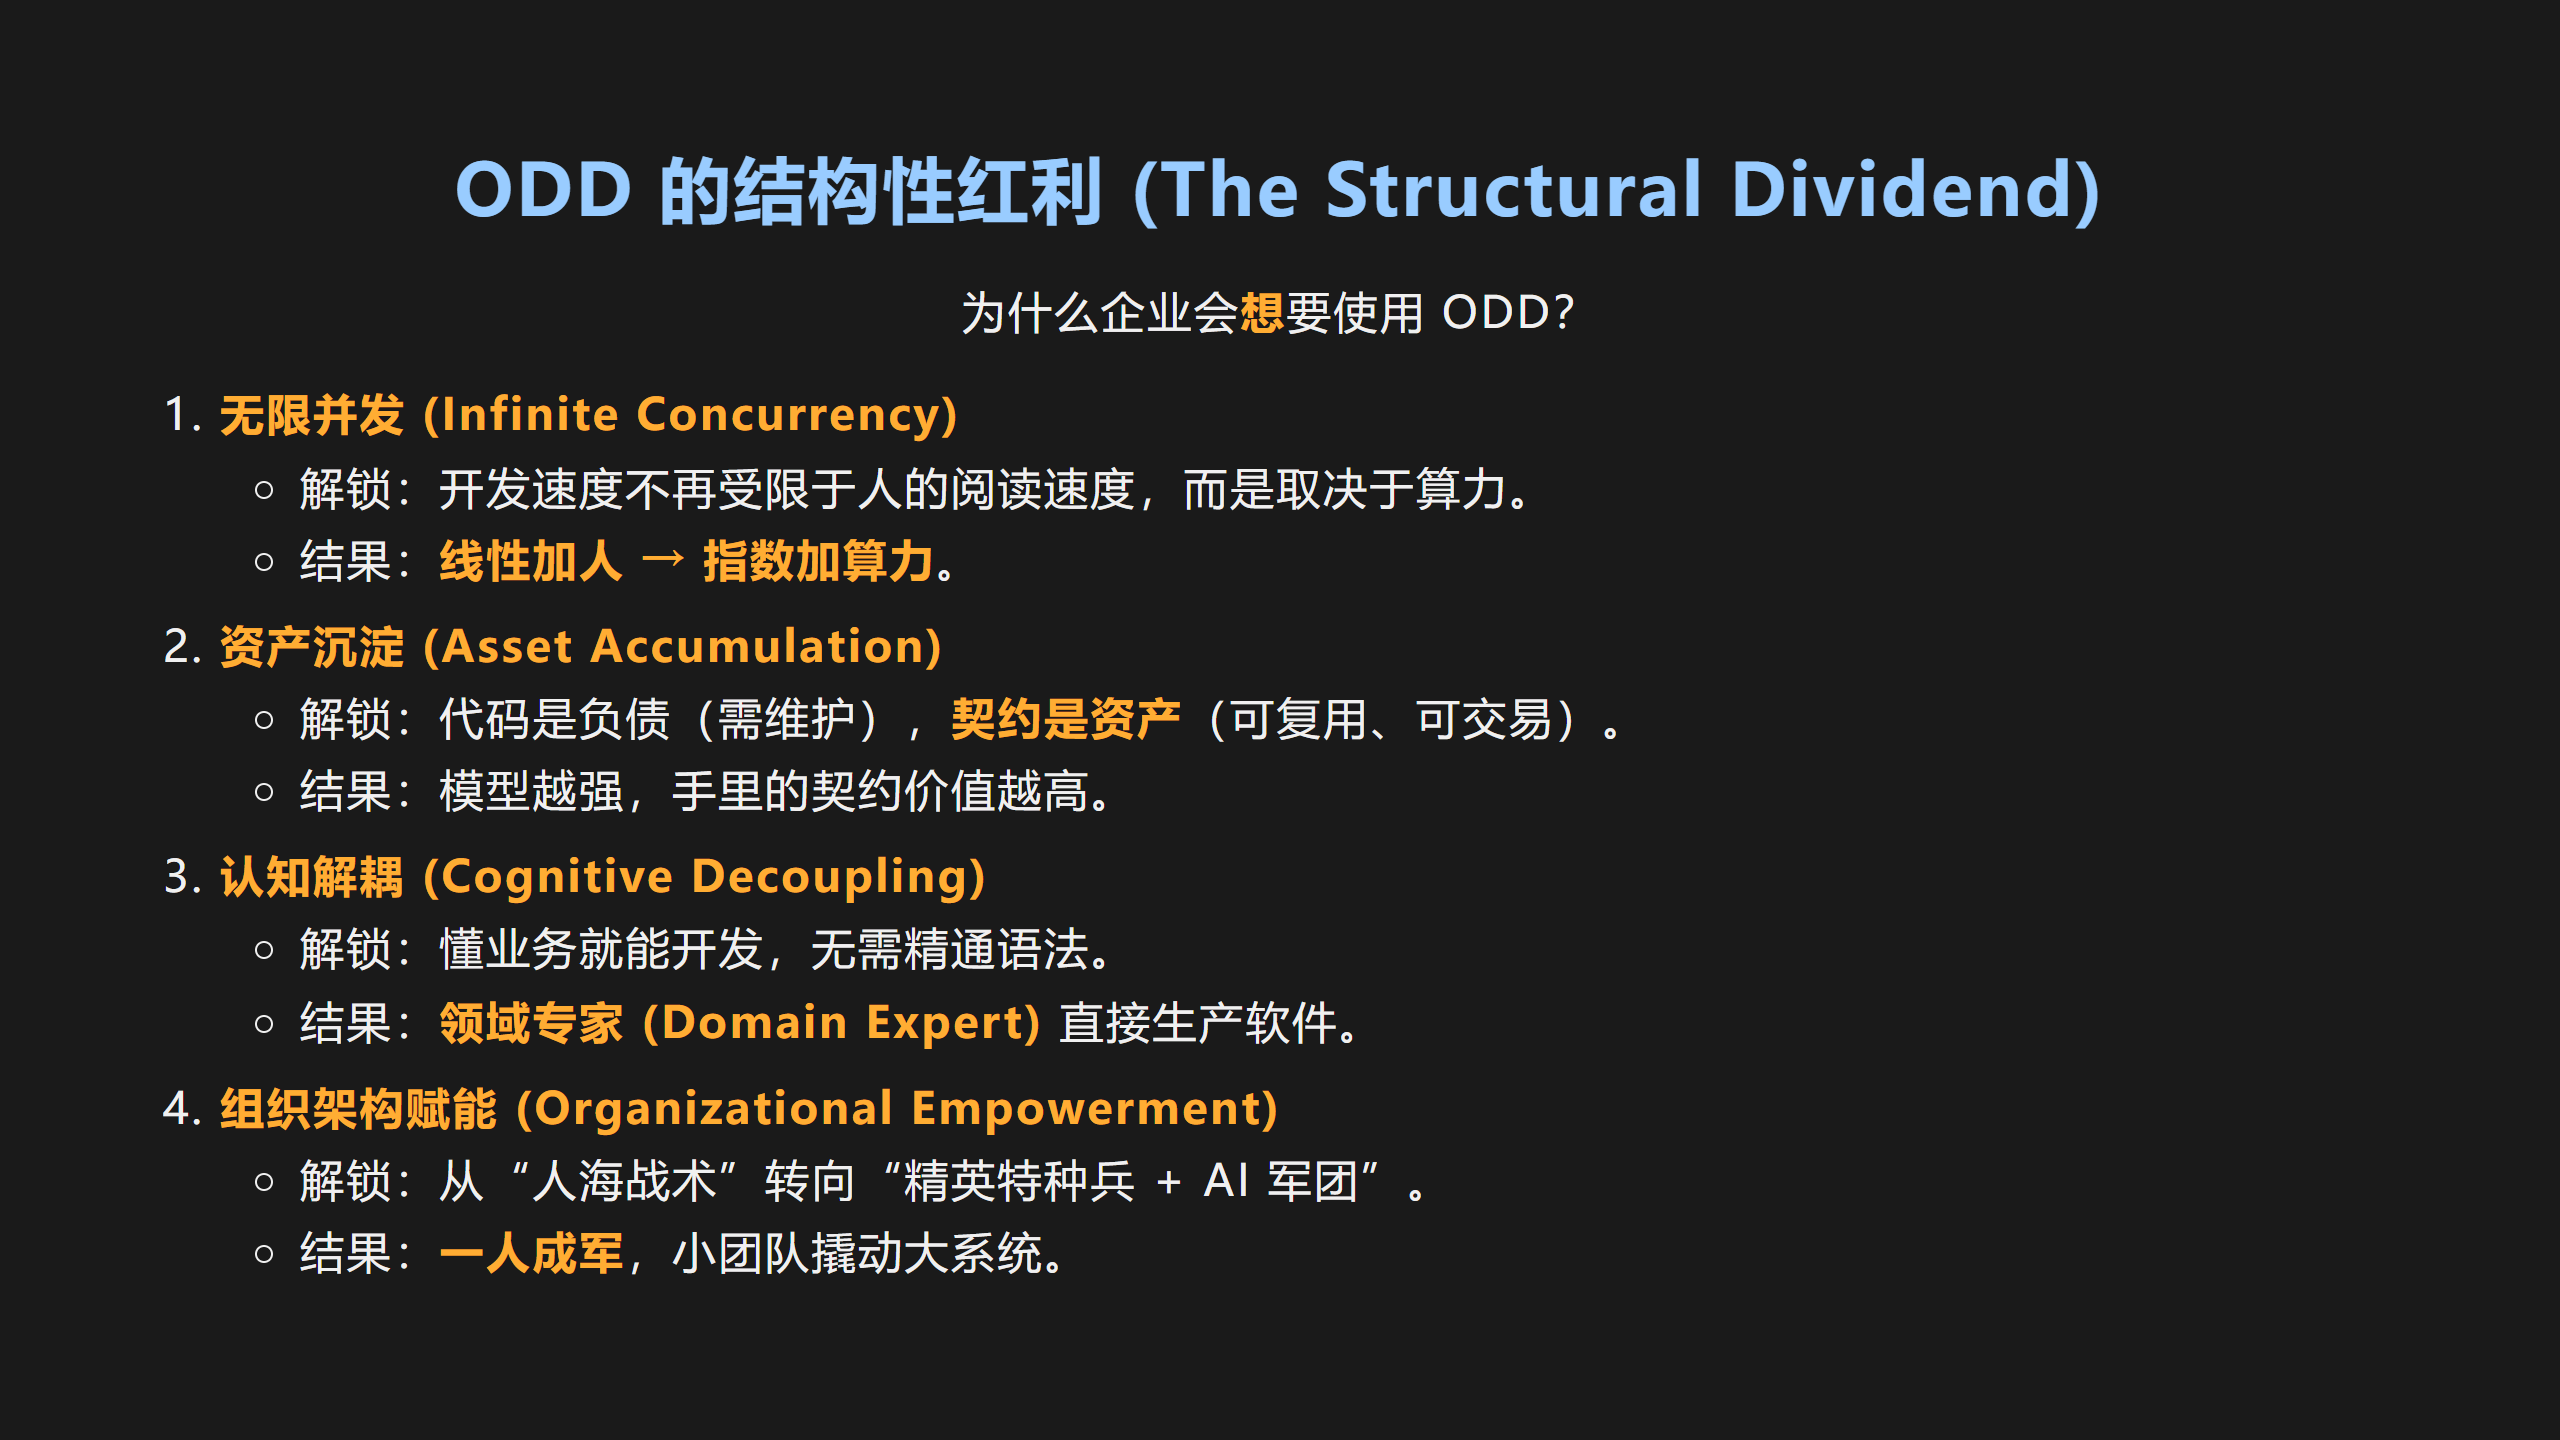 ODD 的结构性红利 (The Structural Dividend)
为什么企业会想要使用 ODD？
1. 无限并发 (Infinite Concurrency)
○ 解锁：开发速度不再受限于人的阅读速度，而是取决于算力。
○ 结果：线性加人 → 指数加算力。
2. 资产沉淀 (Asset Accumulation)
○ 解锁：代码是负债（需维护），契约是资产（可复用、可交易）。
○ 结果：模型越强，手里的契约价值越高。
3. 认知解耦 (Cognitive Decoupling)
○ 解锁：懂业务就能开发，无需精通语法。
○ 结果：领域专家 (Domain Expert) 直接生产软件。
4. 组织架构赋能 (Organizational Empowerment)
○ 解锁：从“人海战术”转向“精英特种兵 + AI 军团”。
○ 结果：一人成军，小团队撬动大系统。